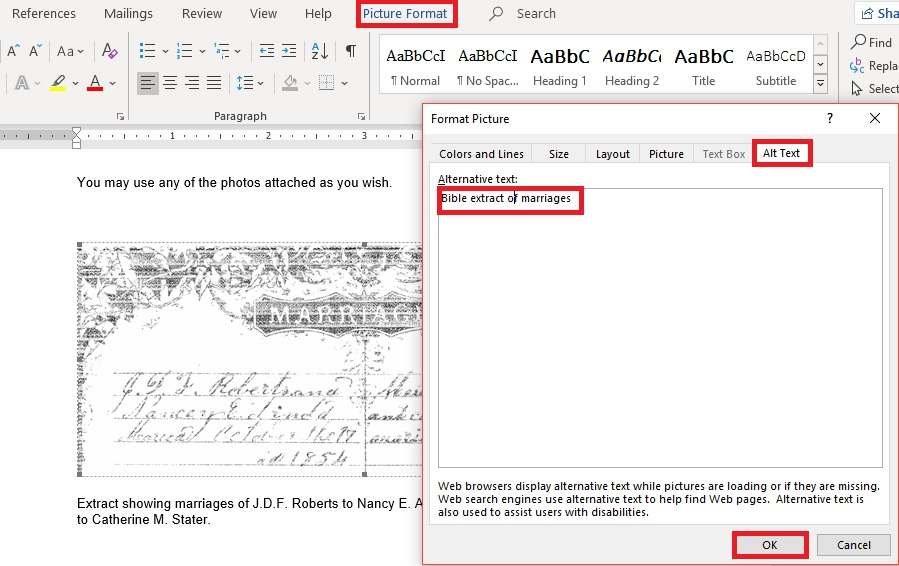 References Mailings Review View Help Picture Format Search Sha
A A Aa A ¶ AaBbCcI AaBbCcI AaBbC AaBbCc AaBbC AaBbCcD Find
¶ Normal ¶ No Spac... Heading 1 Heading 2 Title Subtitle Repla
A A Select
Paragraph
1 2 3
Format Picture ? ×
Colors and Lines Size Layout Picture Text Box Alt Text
Alternative text:
Bible extract of marriages
You may use any of the photos attached as you wish.
MARRIAG
J.D.F. Roberts and
Nancy E.
Married October the 17
AD 1854
Extract showing marriages of J.D.F. Roberts to Nancy E. A
to Catherine M. Stater.
Web browsers display alternative text while pictures are loading or if they are missing.
Web search engines use alternative text to help find Web pages. Alternative text is
also used to assist users with disabilities.
OK Cancel